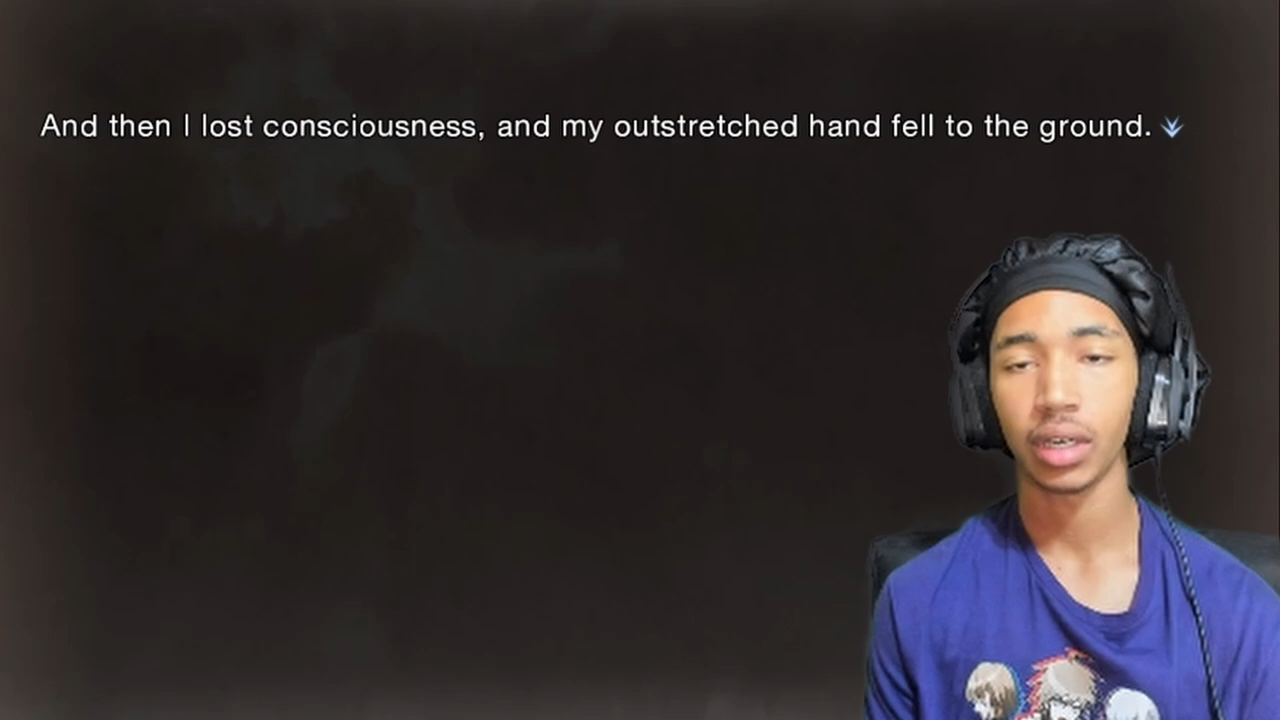 And then I lost consciousness, and my outstretched hand fell to the ground.